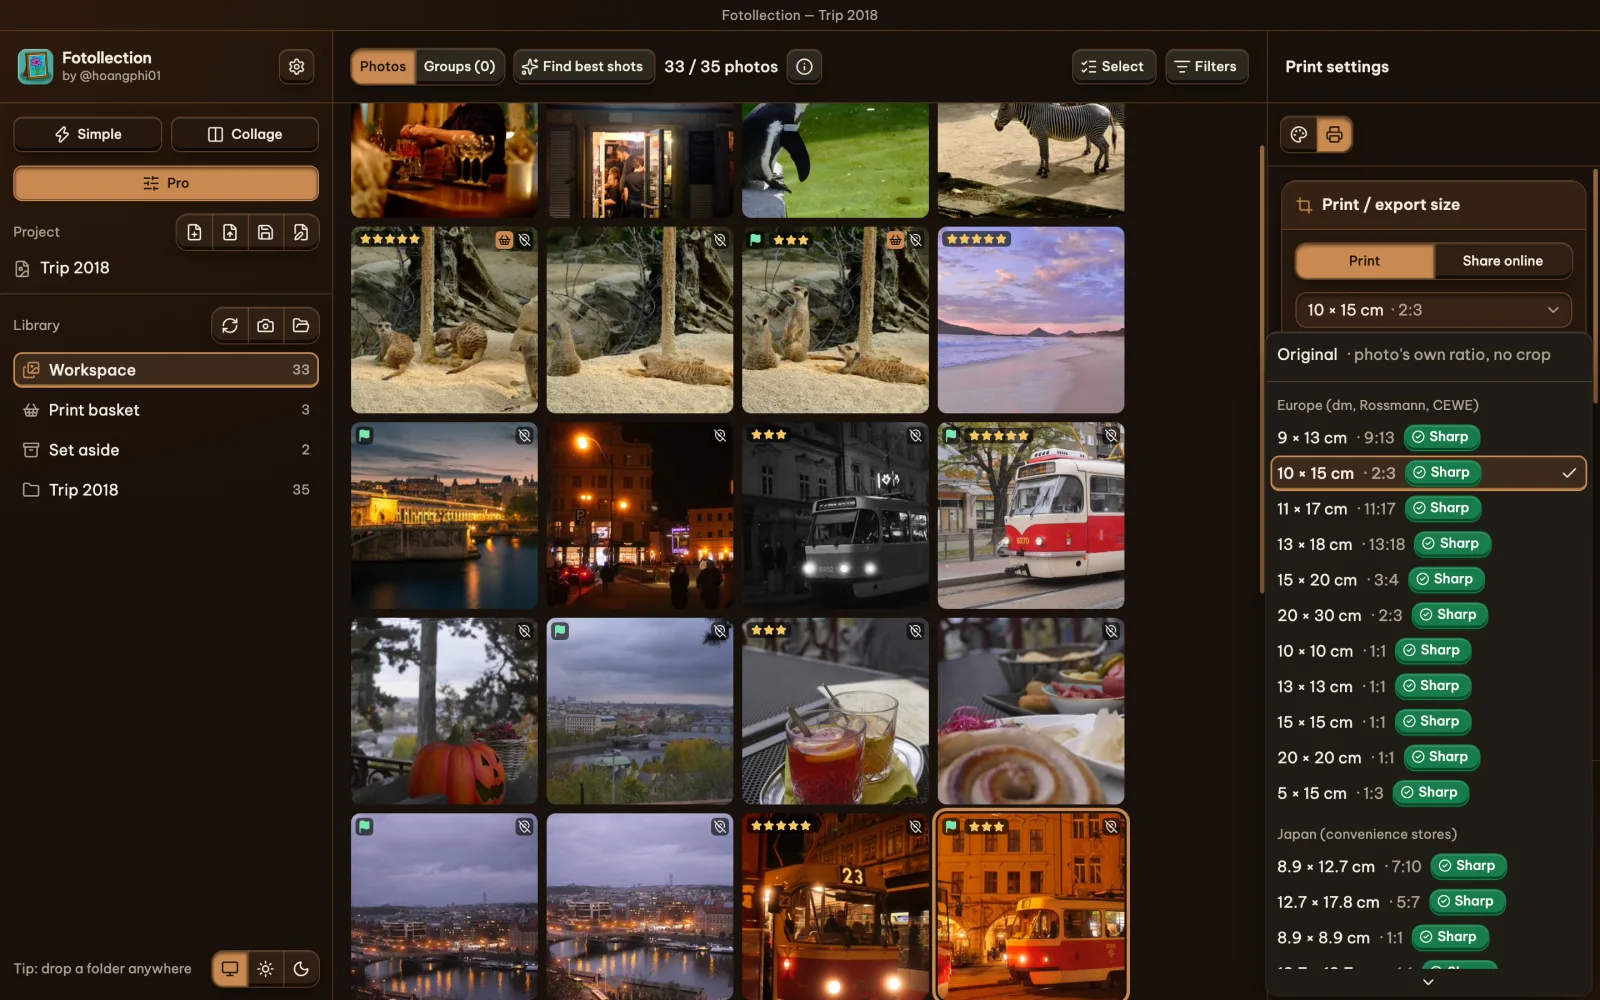 Fotollection — Trip 2018
Fotollection
by @hoangphi01
Simple
Collage
Pro
Project
Trip 2018
Library
Workspace 33
Print basket 3
Set aside 2
Trip 2018 35
Tip: drop a folder anywhere
Photos
Groups (0)
Find best shots
33 / 35 photos
Select
Filters
8270
23
Print settings
Print / export size
Print
Share online
10 × 15 cm · 2:3
Original · photo's own ratio, no crop
Europe (dm, Rossmann, CEWE)
9 × 13 cm · 9:13 Sharp
10 × 15 cm · 2:3 Sharp
11 × 17 cm · 11:17 Sharp
13 × 18 cm · 13:18 Sharp
15 × 20 cm · 3:4 Sharp
20 × 30 cm · 2:3 Sharp
10 × 10 cm · 1:1 Sharp
13 × 13 cm · 1:1 Sharp
15 × 15 cm · 1:1 Sharp
20 × 20 cm · 1:1 Sharp
5 × 15 cm · 1:3 Sharp
Japan (convenience stores)
8.9 × 12.7 cm · 7:10 Sharp
12.7 × 17.8 cm · 5:7 Sharp
8.9 × 8.9 cm · 1:1 Sharp